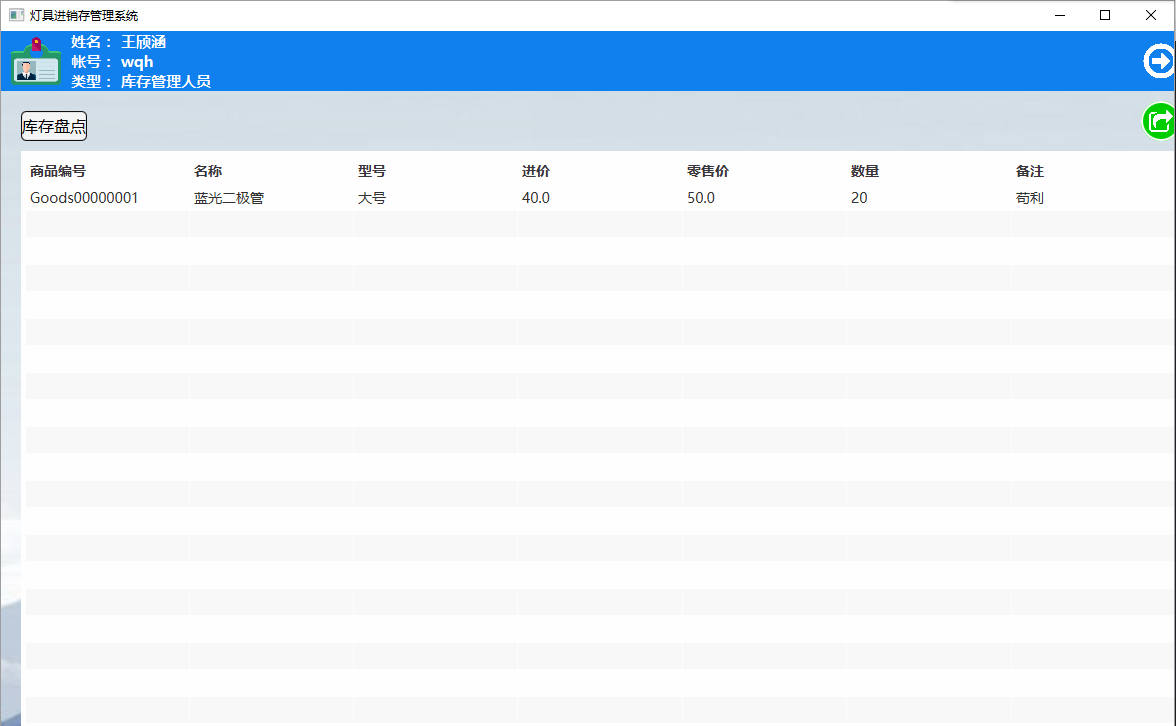 灯具进销存管理系统
姓名： 王颀涵
帐号： wqh
类型： 库存管理人员
库存盘点
商品编号 名称 型号 进价 零售价 数量 备注
Goods00000001 蓝光二极管 大号 40.0 50.0 20 苟利